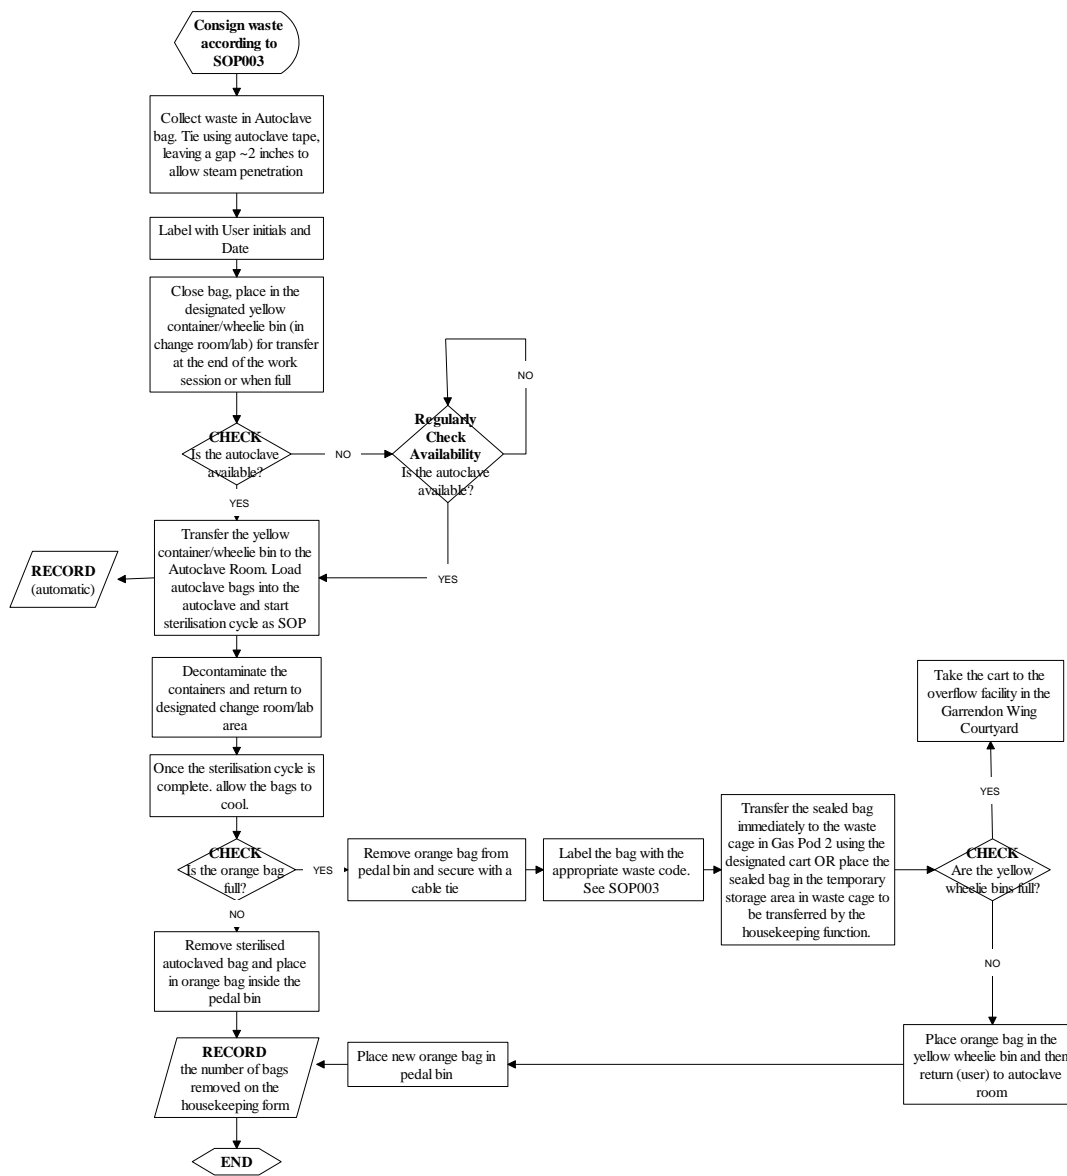 Consign waste
according to
SOP003
Collect waste in Autoclave
bag. Tie using autoclave tape,
leaving a gap ~2 inches to
allow steam penetration
Label with User initials and
Date
Close bag, place in the
designated yellow
container/wheelie bin (in
change room/lab) for transfer
at the end of the work
session or when full
CHECK
Is the autoclave
available?
NO
Regularly
Check
Availability
Is the autoclave
available?
NO
YES
YES
Transfer the yellow
container/wheelie bin to the
Autoclave Room. Load
autoclave bags into the
autoclave and start
sterilisation cycle as SOP
RECORD
(automatic)
Decontaminate the
containers and return to
designated change room/lab
area
Once the sterilisation cycle is
complete. allow the bags to
cool.
CHECK
Is the orange bag
full?
YES
Remove orange bag from
pedal bin and secure with a
cable tie
Label the bag with the
appropriate waste code.
See SOP003
Transfer the sealed bag
immediately to the waste
cage in Gas Pod 2 using the
designated cart OR place the
sealed bag in the temporary
storage area in waste cage to
be transferred by the
housekeeping function.
CHECK
Are the yellow
wheelie bins full?
YES
Take the cart to the
overflow facility in the
Garrendon Wing
Courtyard
NO
Place orange bag in the
yellow wheelie bin and then
return (user) to autoclave
room
Place new orange bag in
pedal bin
NO
Remove sterilised
autoclaved bag and place
in orange bag inside the
pedal bin
RECORD
the number of bags
removed on the
housekeeping form
END